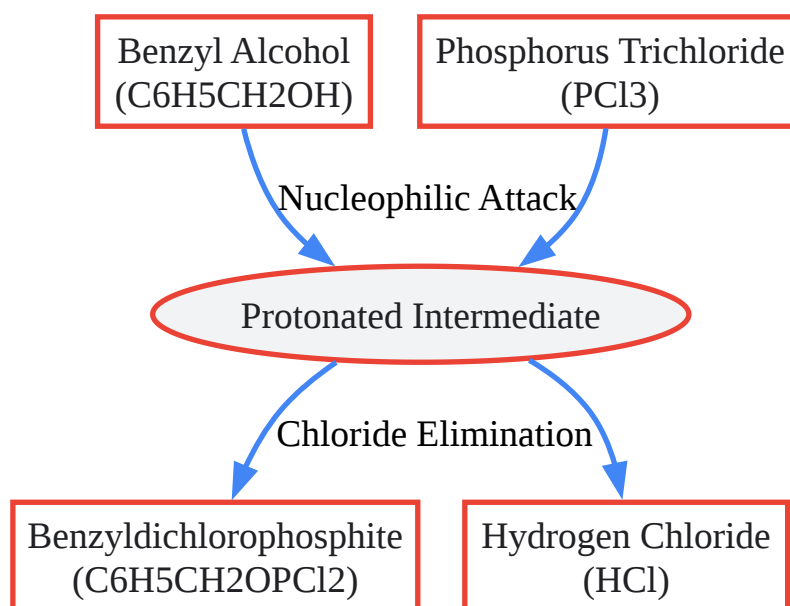 Benzyl Alcohol
(C6H5CH2OH)
Phosphorus Trichloride
(PCl3)
Nucleophilic Attack
Protonated Intermediate
Chloride Elimination
Benzyldichlorophosphite
(C6H5CH2OPCl2)
Hydrogen Chloride
(HCl)